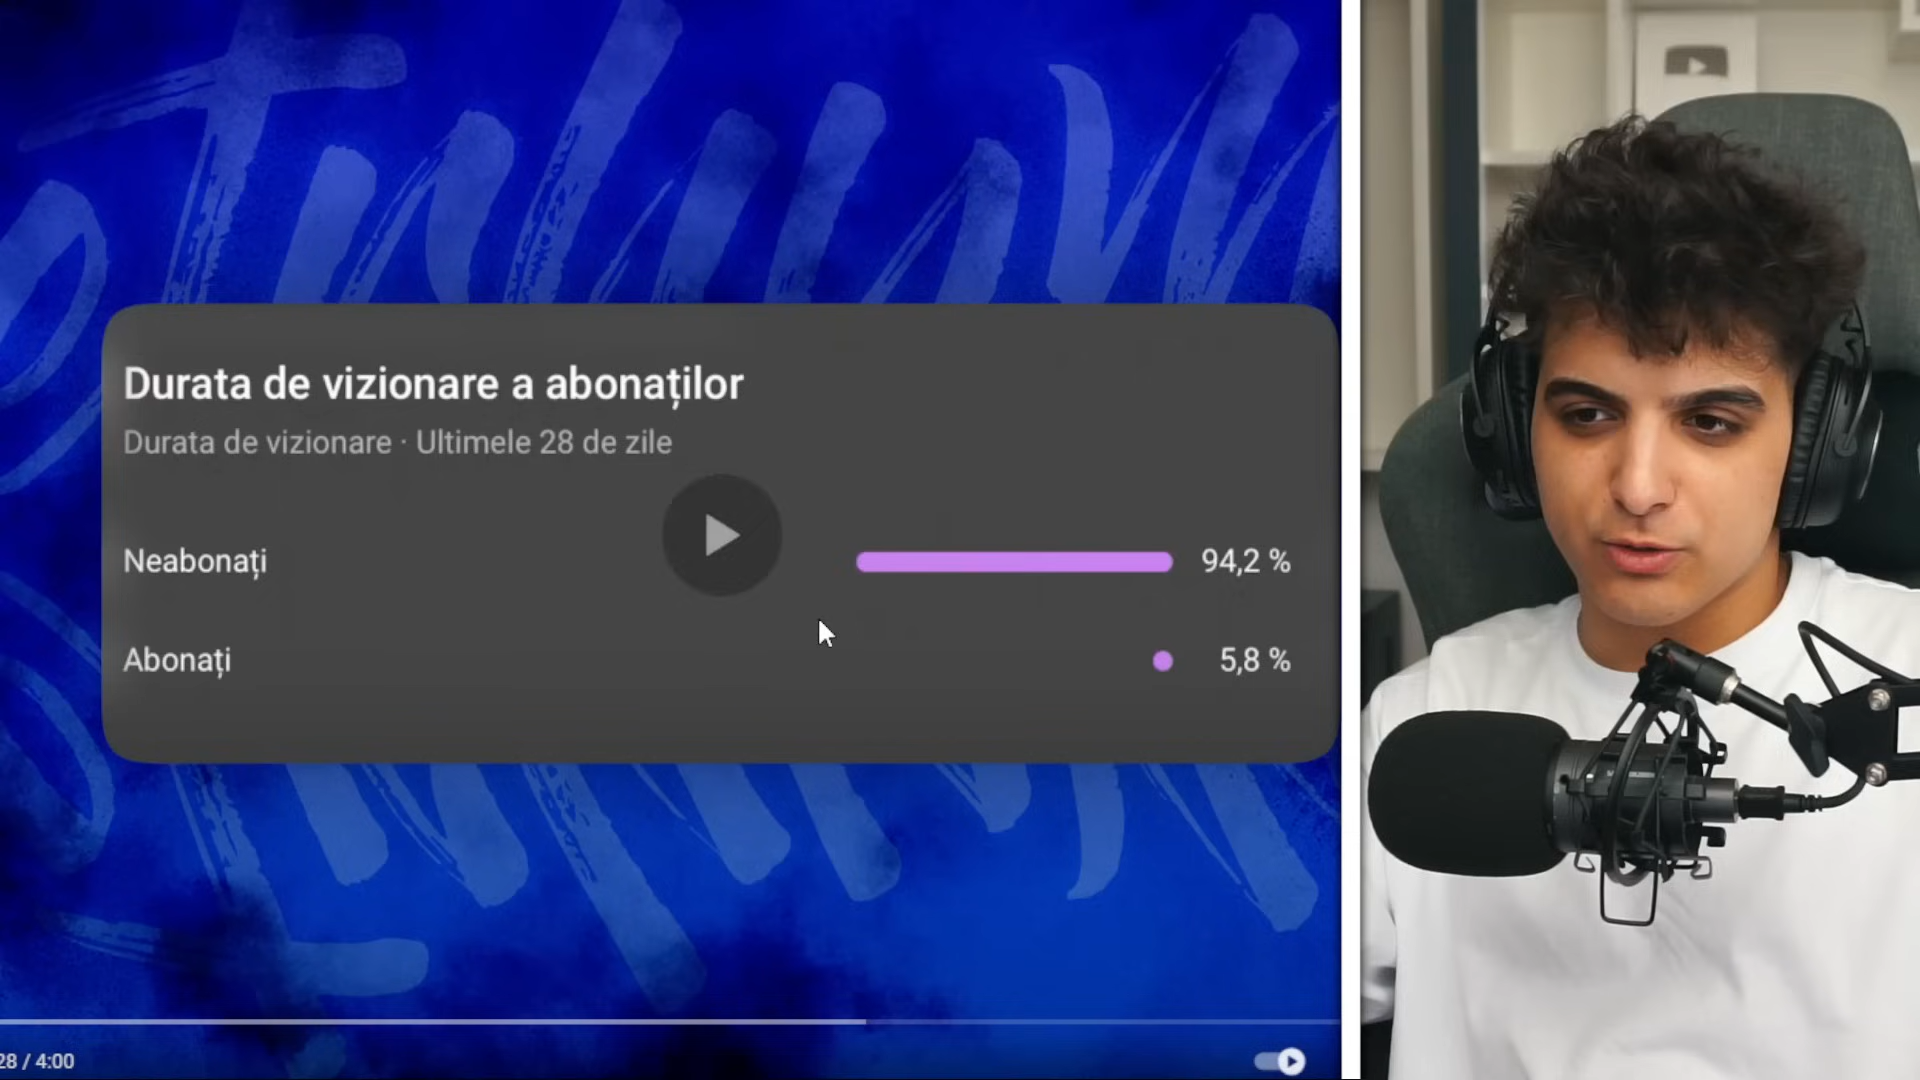 Durata de vizionare a abonaților
Durata de vizionare · Ultimele 28 de zile
Neabonați
94,2 %
Abonați
5,8 %
28 / 4:00